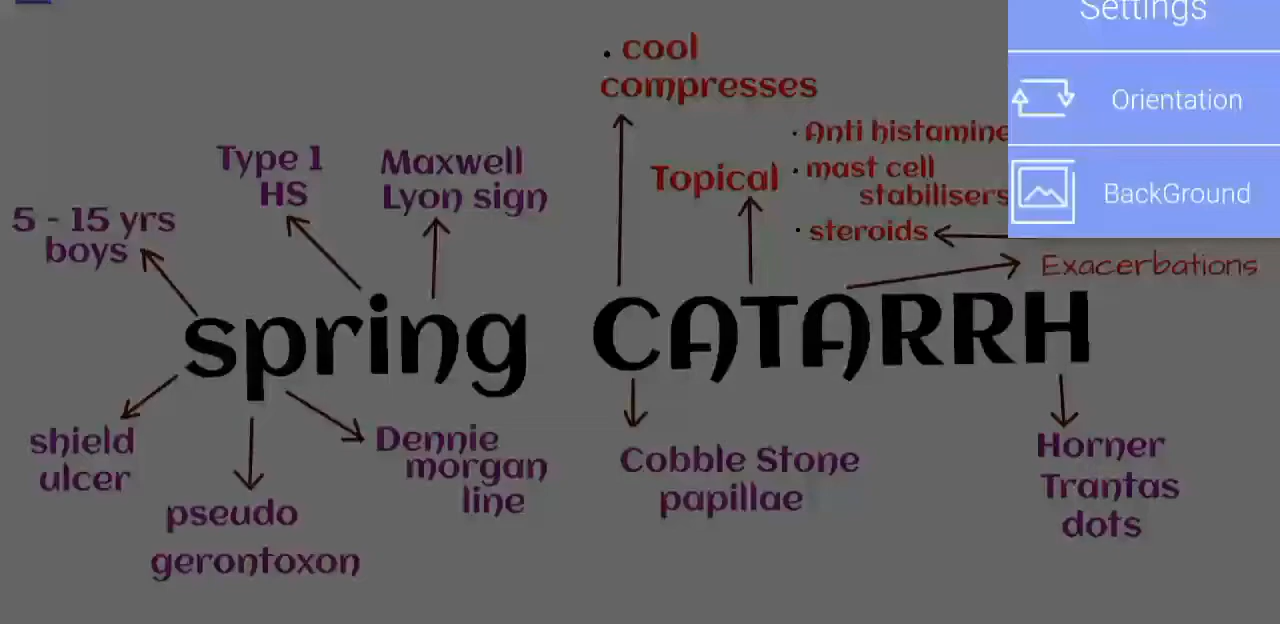 Settings
Orientation
BackGround
. cool
compresses
Topical
· Anti histamine
· mast cell
stabilisers
· steroids
Exacerbations
Type 1
HS
Maxwell
Lyon sign
5 - 15 yrs
boys
spring CATARRH
shield
ulcer
pseudo
gerontoxon
Dennie
morgan
line
Cobble Stone
papillae
Horner
Trantas
dots